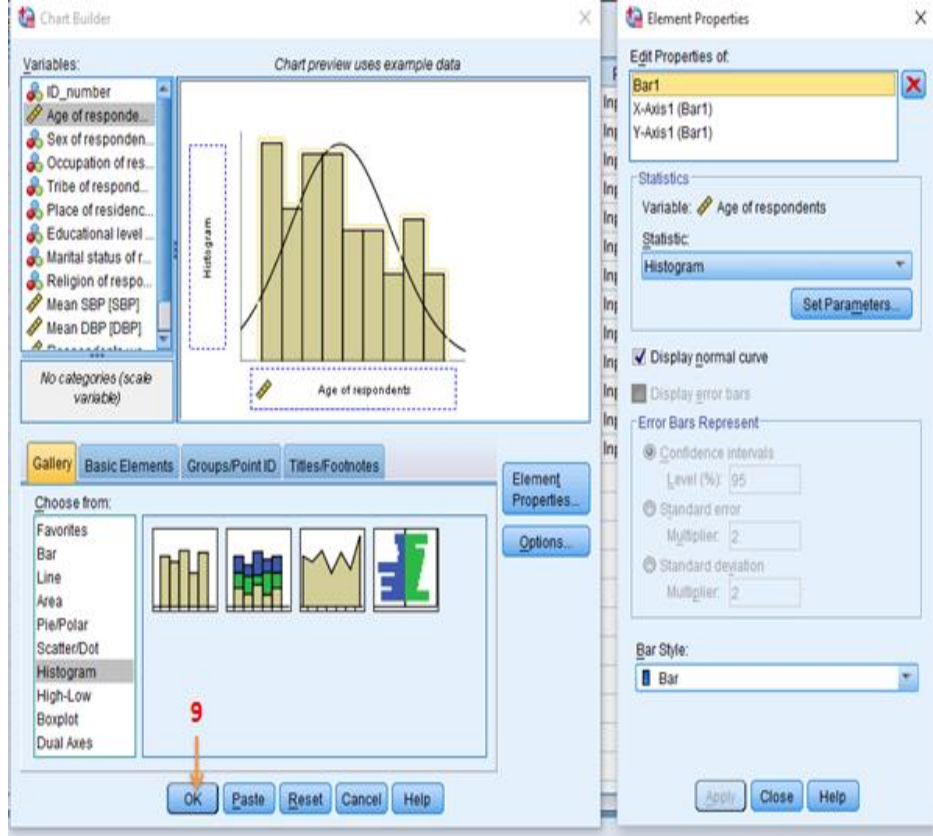 Chart Builder
Variables:
ID_number
Age of responde...
Sex of responden...
Occupation of res...
Tribe of respond...
Place of residenc...
Educational level ...
Marital status of r...
Religion of respo...
Mean SBP [SBP]
Mean DBP [DBP]
No categories (scale
variable)
Chart preview uses example data
Histogram
Age of respondents
Gallery
Basic Elements
Groups/Point ID
Titles/Footnotes
Choose from:
Favorites
Bar
Line
Area
Pie/Polar
Scatter/Dot
Histogram
High-Low
Boxplot
Dual Axes
Element
Properties...
Options...
9
OK
Paste
Reset
Cancel
Help
Element Properties
Edit Properties of:
Bar1
X-Axis1 (Bar1)
Y-Axis1 (Bar1)
Statistics
Variable: Age of respondents
Statistic:
Histogram
Set Parameters...
Display normal curve
Display error bars
Error Bars Represent
Confidence intervals
Level (%): 95
Standard error
Multiplier: 2
Standard deviation
Multiplier: 2
Bar Style:
Bar
Apply
Close
Help